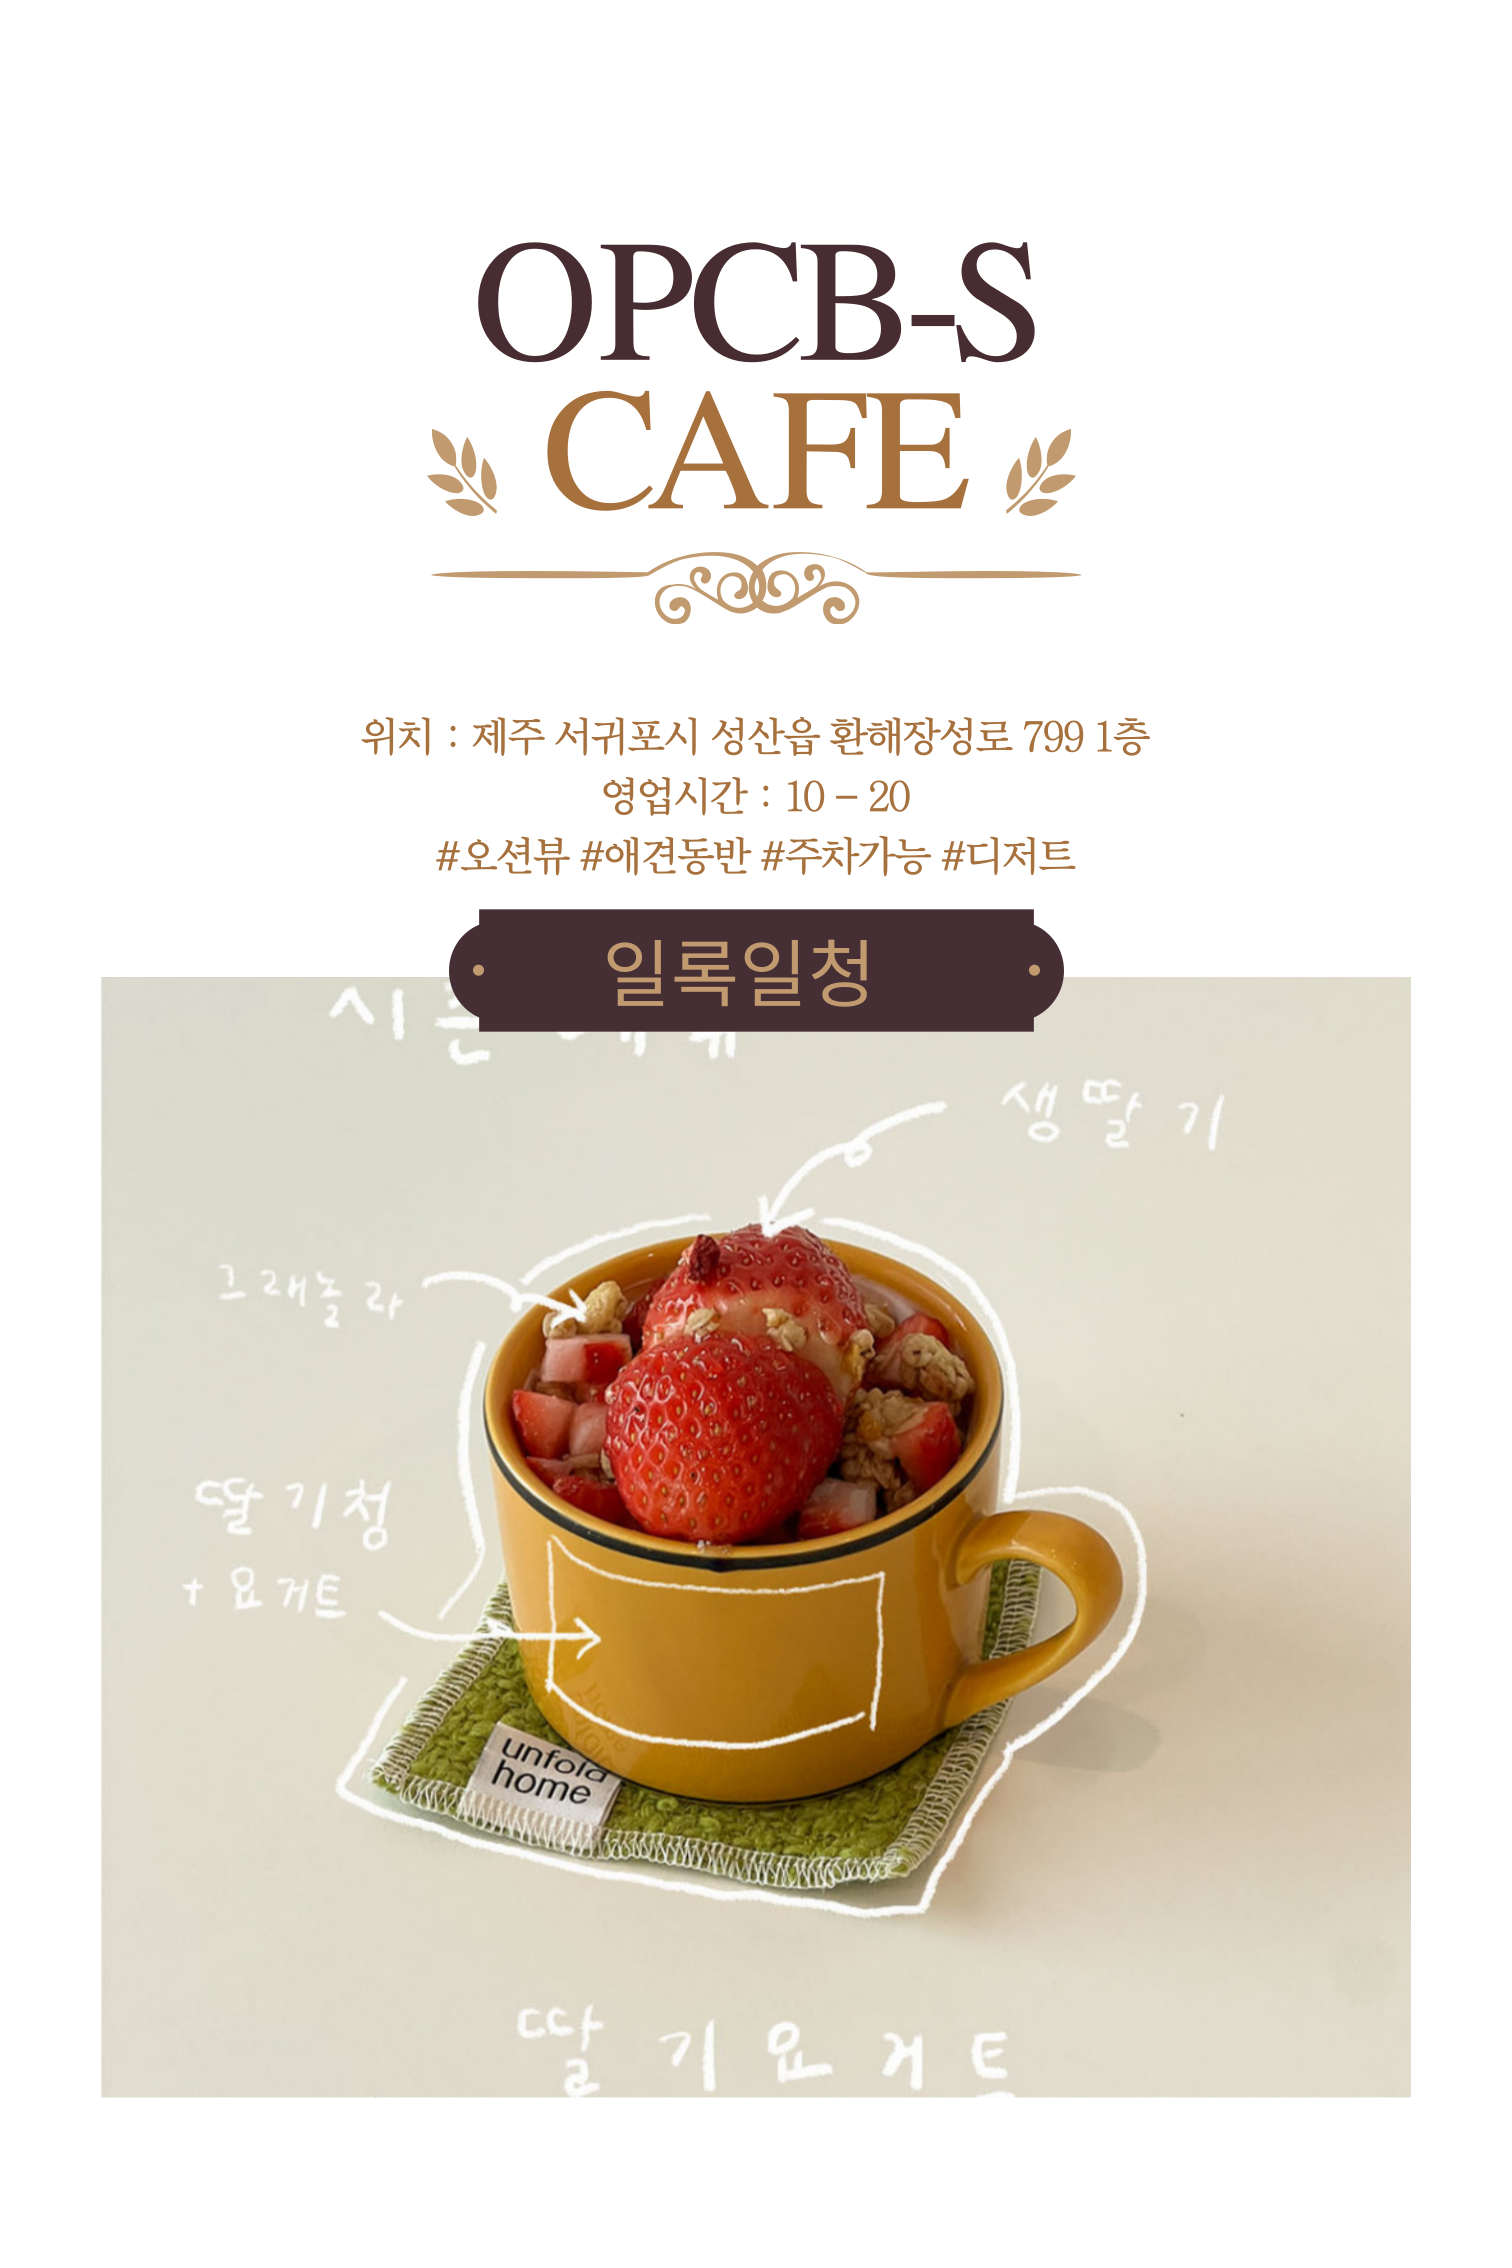 OPCB-S
CAFE
위치 : 제주 서귀포시 성산읍 환해장성로 799 1층
영업시간 : 10 – 20
#오션뷰 #애견동반 #주차가능 #디저트
일록일청
생딸기
그래놀라
딸기청
+ 요거트
unfold
home
딸기요거트